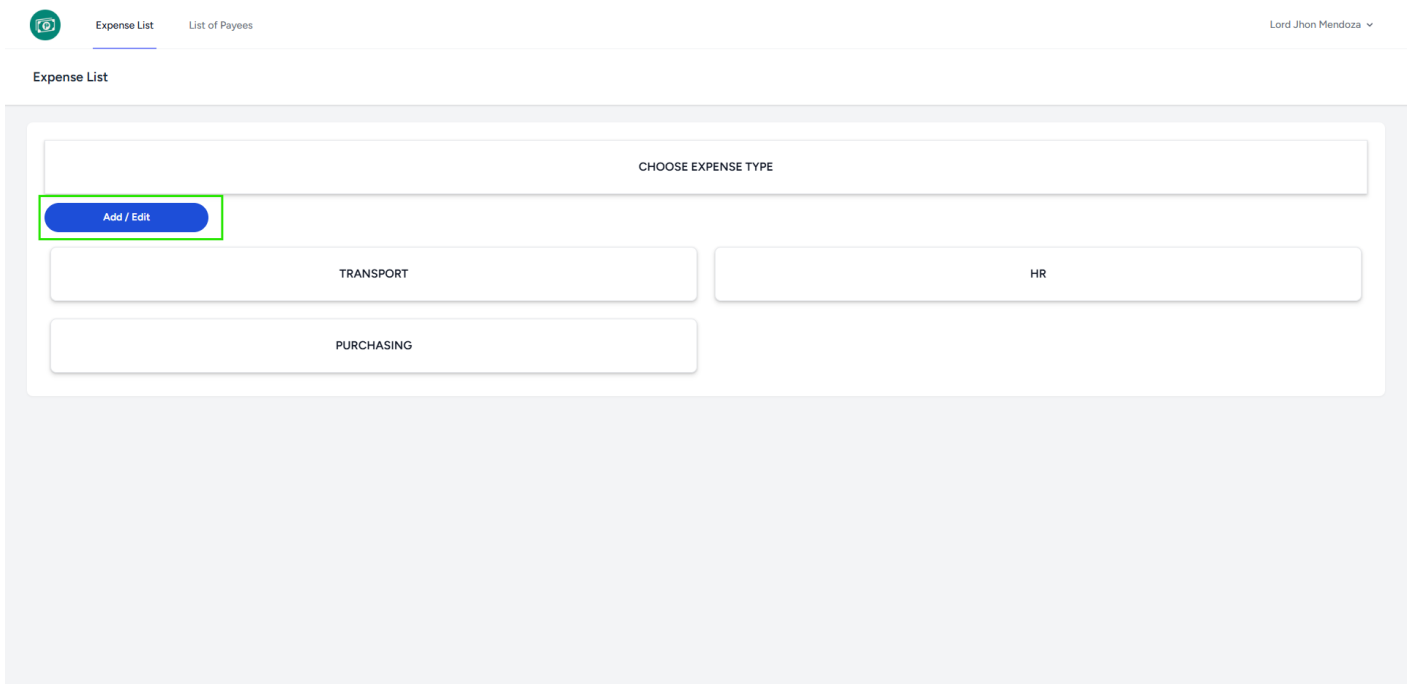 Expense List List of Payees Lord Jhon Mendoza
Expense List
CHOOSE EXPENSE TYPE
Add / Edit
TRANSPORT HR
PURCHASING